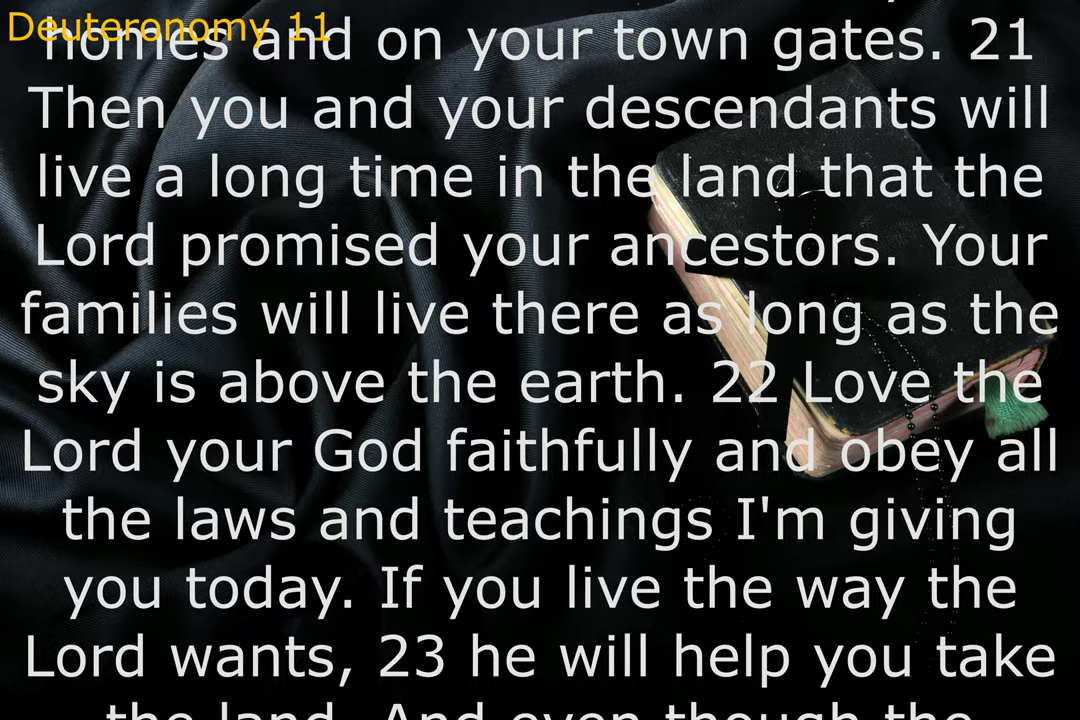 Deuteronomy 11
homes and on your town gates. 21
Then you and your descendants will
live a long time in the land that the
Lord promised your ancestors. Your
families will live there as long as the
sky is above the earth. 22 Love the
Lord your God faithfully and obey all
the laws and teachings I'm giving
you today. If you live the way the
Lord wants, 23 he will help you take
the land. And even though the